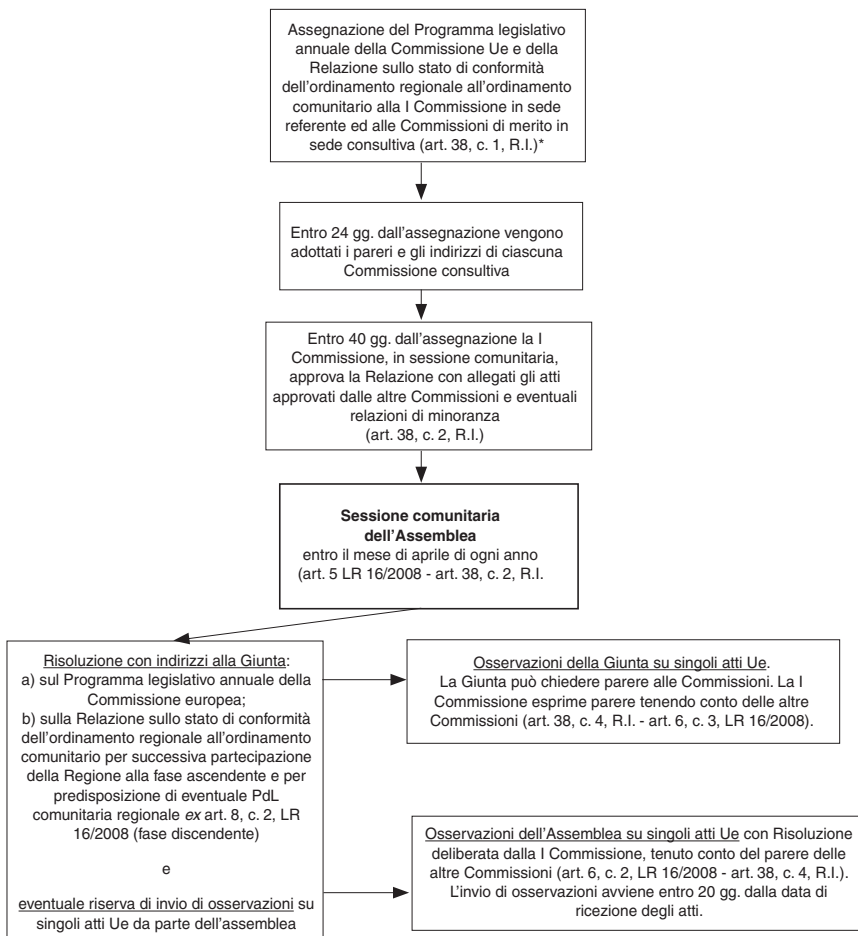 Assegnazione del Programma legislativo
annuale della Commissione Ue e della
Relazione sullo stato di conformità
dell'ordinamento regionale all'ordinamento
comunitario alla I Commissione in sede
referente ed alle Commissioni di merito in
sede consultiva (art. 38, c. 1, R.I.)*
Entro 24 gg. dall'assegnazione vengono
adottati i pareri e gli indirizzi di ciascuna
Commissione consultiva
Entro 40 gg. dall'assegnazione la I
Commissione, in sessione comunitaria,
approva la Relazione con allegati gli atti
approvati dalle altre Commissioni e eventuali
relazioni di minoranza
(art. 38, c. 2, R.I.)
Sessione comunitaria
dell'Assemblea
entro il mese di aprile di ogni anno
(art. 5 LR 16/2008 - art. 38, c. 2, R.I.
Risoluzione con indirizzi alla Giunta:
a) sul Programma legislativo annuale della
Commissione europea;
b) sulla Relazione sullo stato di conformità
dell'ordinamento regionale all'ordinamento
comunitario per successiva partecipazione
della Regione alla fase ascendente e per
predisposizione di eventuale PdL
comunitaria regionale ex art. 8, c. 2, LR
16/2008 (fase discendente)
e
eventuale riserva di invio di osservazioni su
singoli atti Ue da parte dell'assemblea
Osservazioni della Giunta su singoli atti Ue.
La Giunta può chiedere parere alle Commissioni. La I
Commissione esprime parere tenendo conto delle altre
Commissioni (art. 38, c. 4, R.I. - art. 6, c. 3, LR 16/2008).
Osservazioni dell'Assemblea su singoli atti Ue con Risoluzione
deliberata dalla I Commissione, tenuto conto del parere delle
altre Commissioni (art. 6, c. 2, LR 16/2008 - art. 38, c. 4, R.I.).
L'invio di osservazioni avviene entro 20 gg. dalla data di
ricezione degli atti.